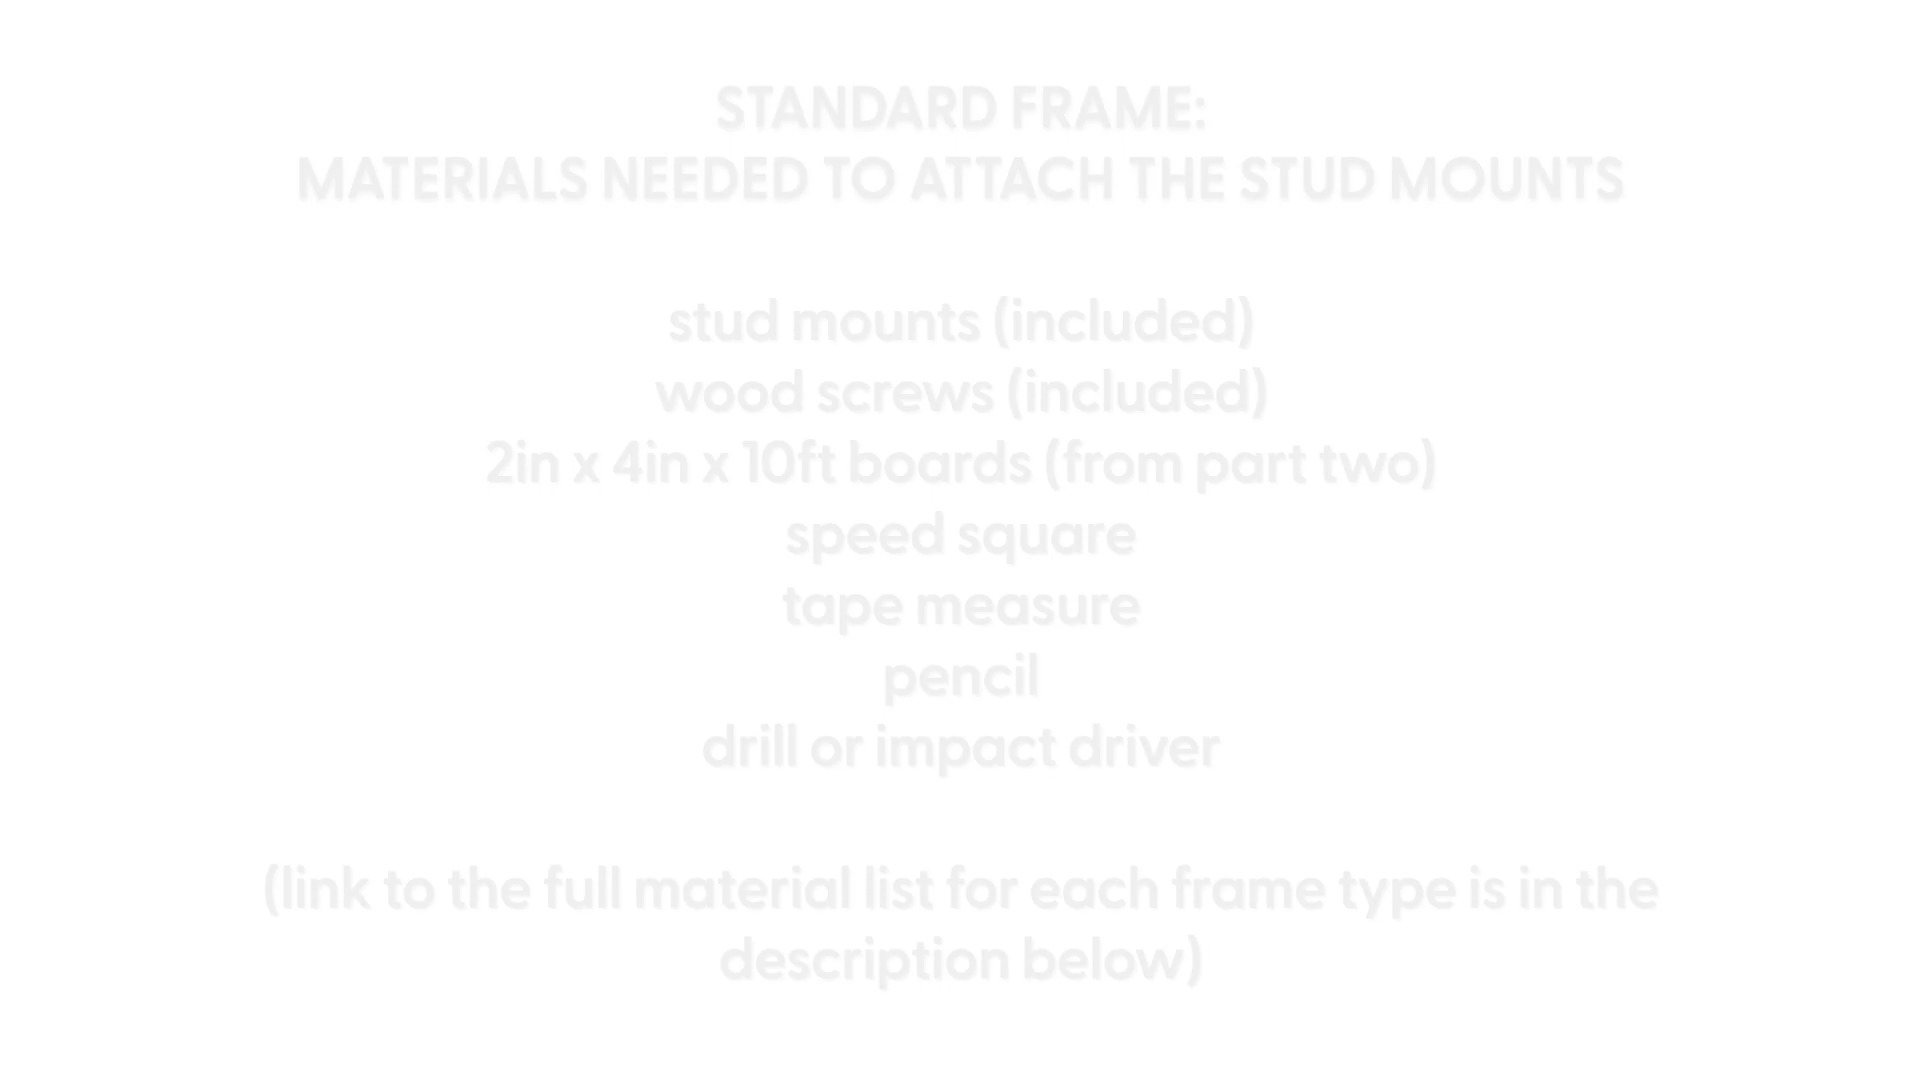 STANDARD FRAME:
MATERIALS NEEDED TO ATTACH THE STUD MOUNTS
stud mounts (included)
wood screws (included)
2in x 4in x 10ft boards (from part two)
speed square
tape measure
pencil
drill or impact driver
(link to the full material list for each frame type is in the
description below)